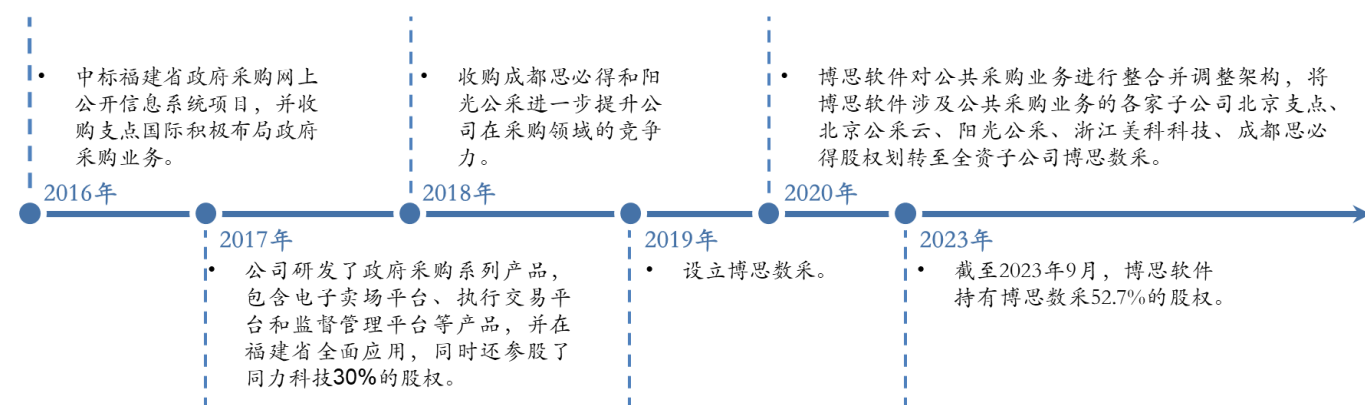 • 中标福建省政府采购网上
公开信息系统项目，并收
购支点国际积极布局政府
采购业务。
2016年
2017年
• 公司研发了政府采购系列产品，
包含电子卖场平台、执行交易平
台和监督管理平台等产品，并在
福建省全面应用，同时还参股了
同力科技30%的股权。
• 收购成都思必得和阳
光公采进一步提升公
司在采购领域的竞争
力。
2018年
2019年
• 设立博思数采。
• 博思软件对公共采购业务进行整合并调整架构，将
博思软件涉及公共采购业务的各家子公司北京支点、
北京公采云、阳光公采、浙江美科科技、成都思必
得股权划转至全资子公司博思数采。
2020年
2023年
• 截至2023年9月，博思软件
持有博思数采52.7%的股权。